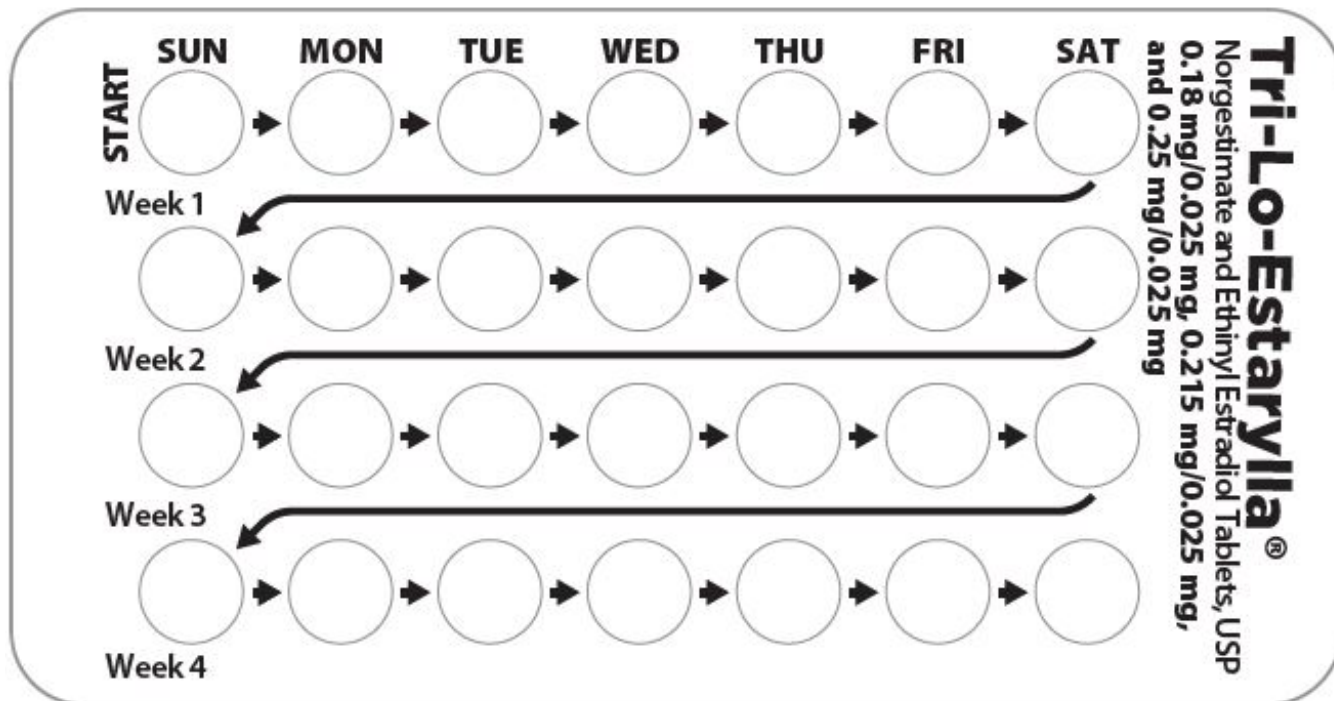 SUN MON TUE WED THU FRI SAT
START
Week 1
Week 2
Week 3
Week 4
Tri-Lo-Estarylla®
Norgestimate and Ethinyl Estradiol Tablets, USP
0.18 mg/0.025 mg, 0.215 mg/0.025 mg,
and 0.25 mg/0.025 mg